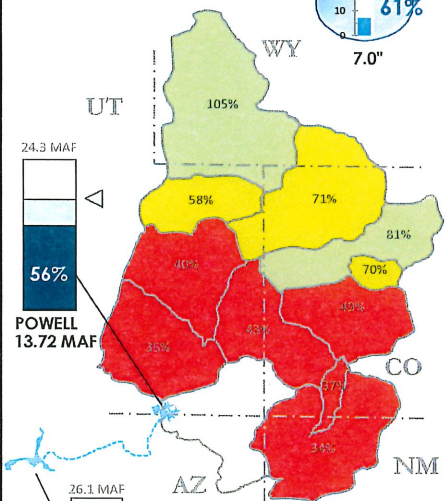 10
61%
0
7.0"
WY
UT
105%
24.3 MAF
58%
71%
81%
56%
70%
40%
49%
43%
35%
POWELL
13.72 MAF
CO
37%
34%
NM
AZ
26.1 MAF